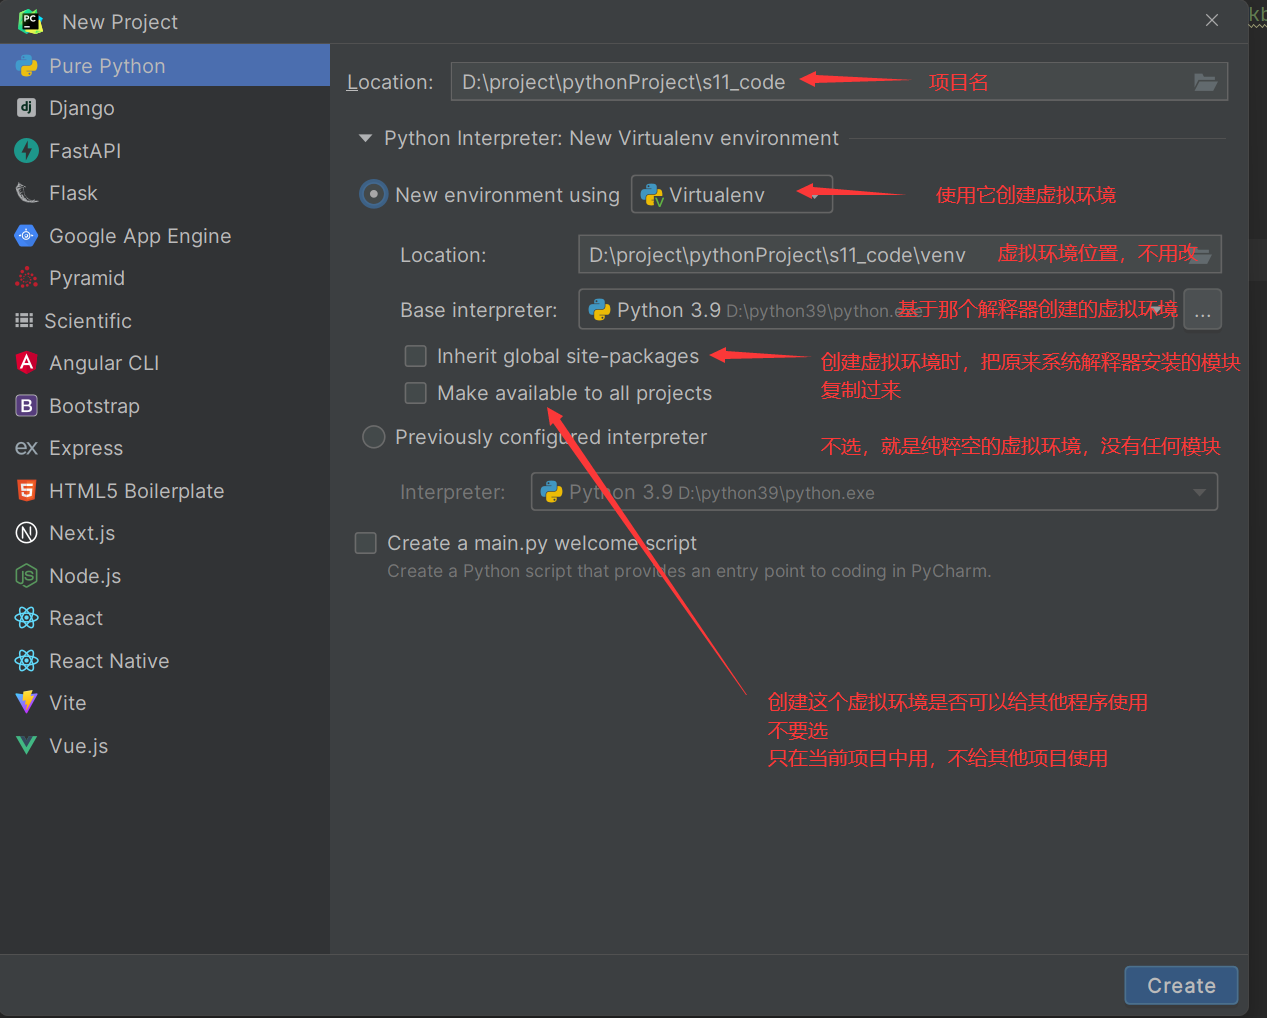 New Project
kb
Pure Python
Django
FastAPI
Flask
Google App Engine
Pyramid
Scientific
Angular CLI
Bootstrap
Express
HTML5 Boilerplate
Next.js
Node.js
React
React Native
Vite
Vue.js
Location: D:\project\pythonProject\s11_code 项目名
Python Interpreter: New Virtualenv environment
New environment using Virtualenv 使用它创建虚拟环境
Location: D:\project\pythonProject\s11_code\venv 虚拟环境位置，不用改
Base interpreter: Python 3.9 D:\python39\python.exe 基于那个解释器创建的虚拟环境 ...
Inherit global site-packages 创建虚拟环境时，把原来系统解释器安装的模块
复制过来
Make available to all projects
Previously configured interpreter 不选，就是纯粹空的虚拟环境，没有任何模块
Interpreter: Python 3.9 D:\python39\python.exe
Create a main.py welcome script
Create a Python script that provides an entry point to coding in PyCharm.
创建这个虚拟环境是否可以给其他程序使用
不要选
只在当前项目中用，不给其他项目使用
Create